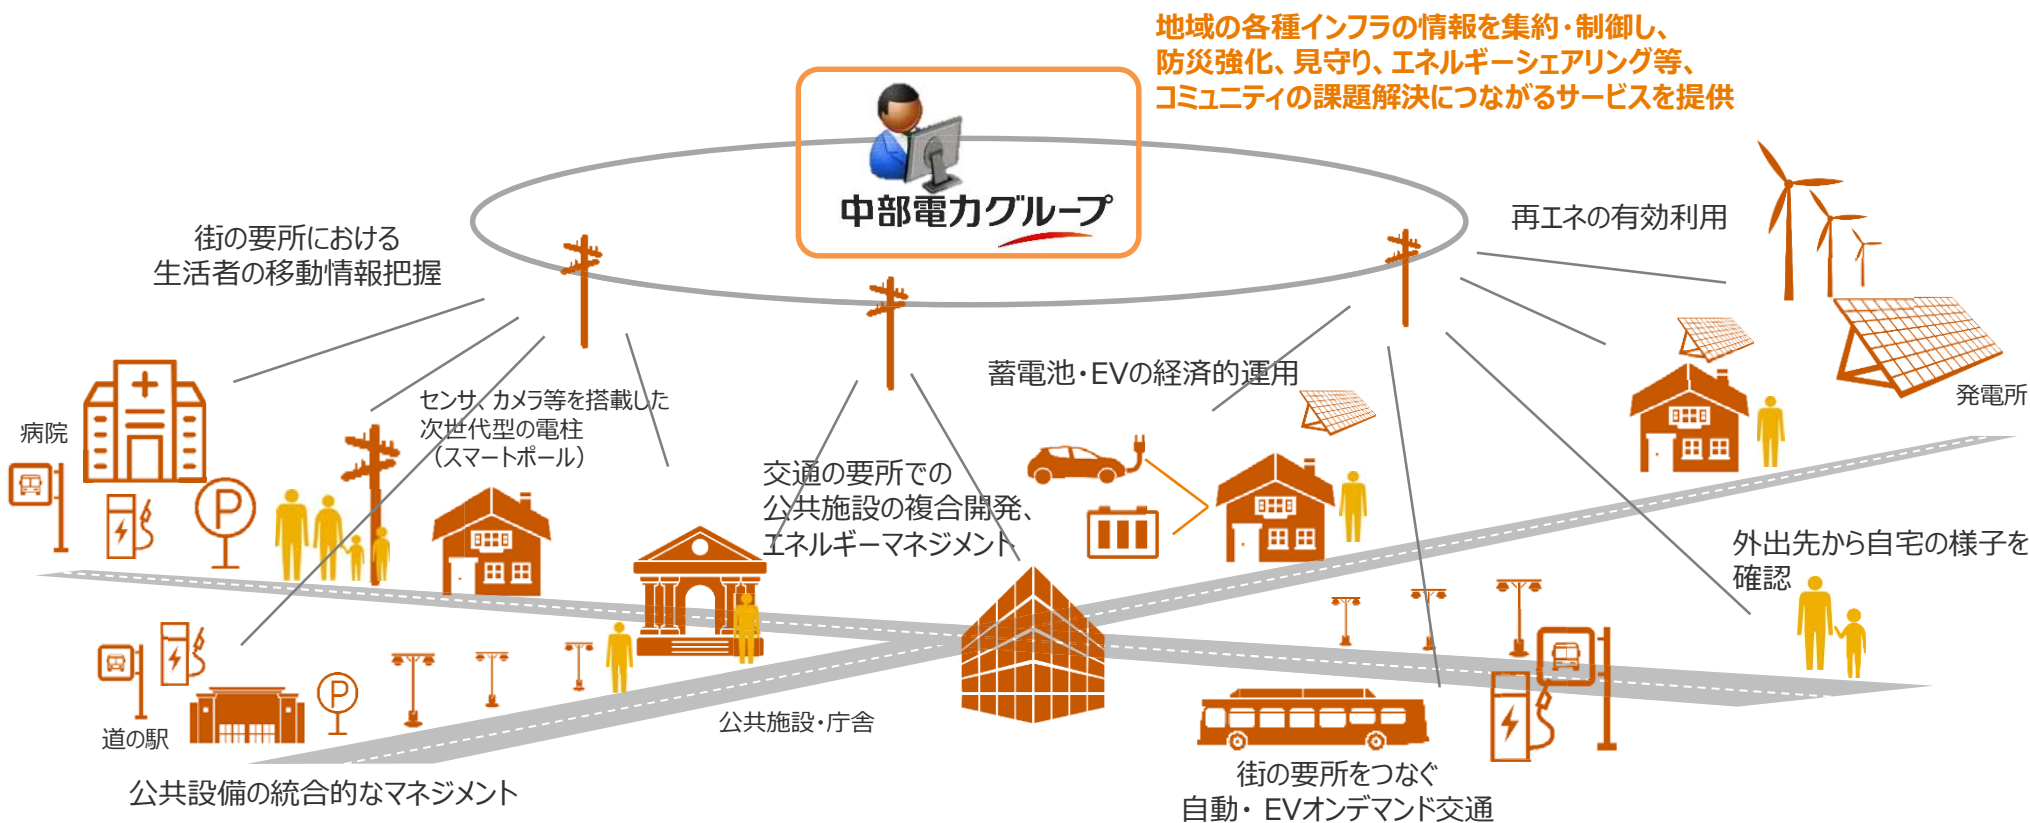 地域の各種インフラの情報を集約・制御し、
防災強化、見守り、エネルギーシェアリング等、
コミュニティの課題解決につながるサービスを提供
中部電力グループ
街の要所における
生活者の移動情報把握
再エネの有効利用
発電所
病院
センサ、カメラ等を搭載した
次世代型の電柱
（スマートポール）
蓄電池・EVの経済的運用
交通の要所での
公共施設の複合開発、
エネルギーマネジメント
外出先から自宅の様子を
確認
P
P
道の駅
公共施設・庁舎
公共設備の統合的なマネジメント
街の要所をつなぐ
自動・ EVオンデマンド交通